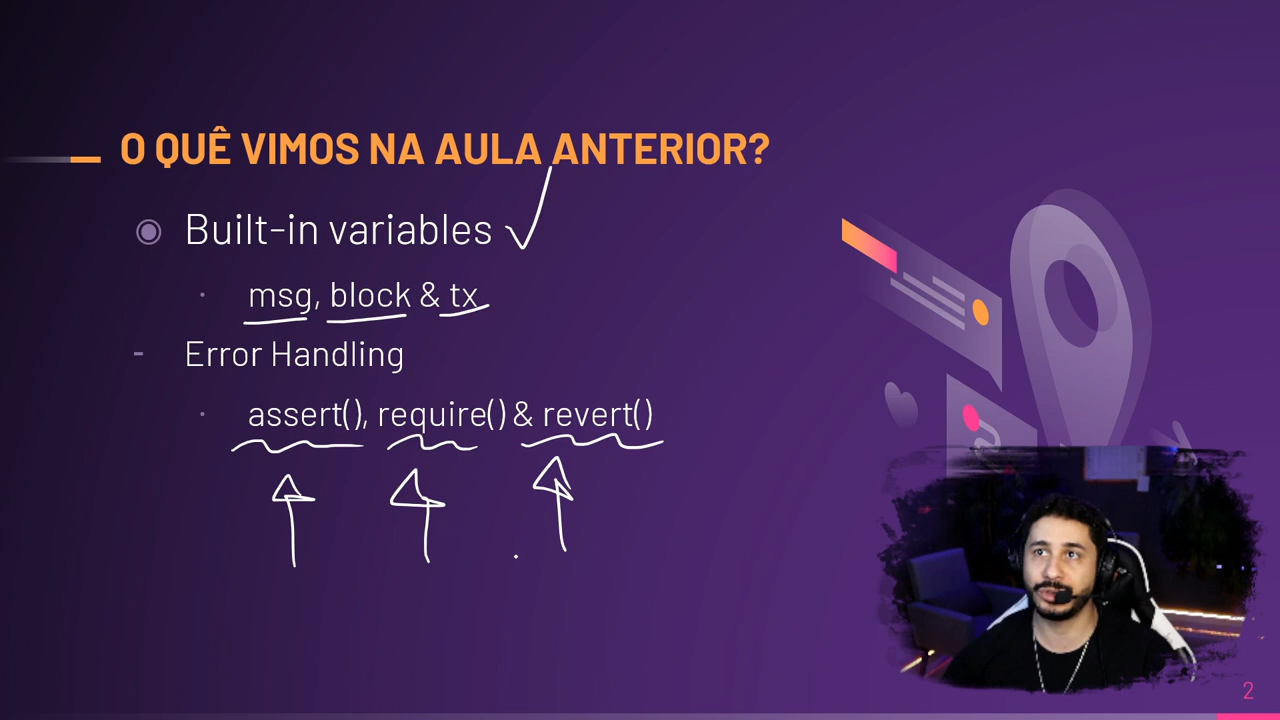 O QUÊ VIMOS NA AULA ANTERIOR?
Built-in variables
msg, block & tx
Error Handling
assert(), require() & revert()
2